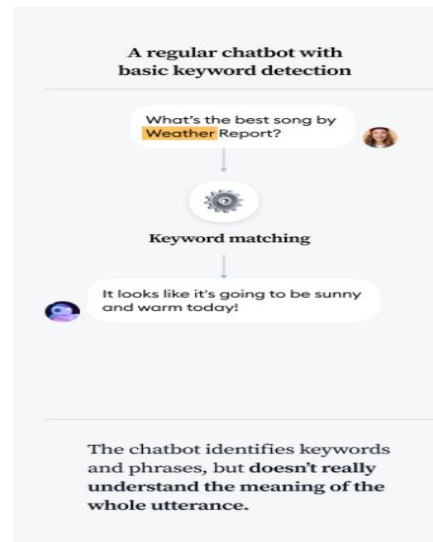 A regular chatbot with
basic keyword detection
What's the best song by
Weather Report?
Keyword matching
It looks like it's going to be sunny
and warm today!
The chatbot identifies keywords
and phrases, but doesn't really
understand the meaning of the
whole utterance.